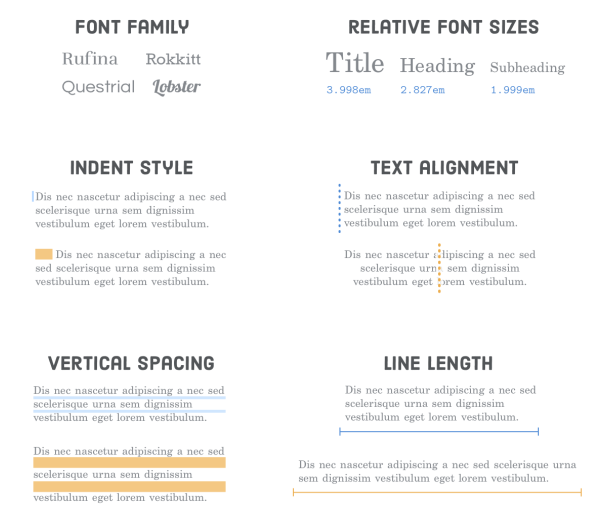 FONT FAMILY
Rufina Rokkitt
Questrial Lobster
RELATIVE FONT SIZES
Title Heading Subheading
3.998em 2.827em 1.999em
INDENT STYLE
Dis nec nascetur adipiscing a nec sed
scelerisque urna sem dignissim
vestibulum eget lorem vestibulum.
Dis nec nascetur adipiscing a nec
sed scelerisque urna sem dignissim
vestibulum eget lorem vestibulum.
TEXT ALIGNMENT
Dis nec nascetur adipiscing a nec sed
scelerisque urna sem dignissim
vestibulum eget lorem vestibulum.
Dis nec nascetur adipiscing a nec sed
scelerisque urna sem dignissim
vestibulum eget lorem vestibulum.
VERTICAL SPACING
Dis nec nascetur adipiscing a nec sed
scelerisque urna sem dignissim
vestibulum eget lorem vestibulum.
Dis nec nascetur adipiscing a nec sed
scelerisque urna sem dignissim
vestibulum eget lorem vestibulum.
LINE LENGTH
Dis nec nascetur adipiscing a nec sed
scelerisque urna sem dignissim
vestibulum eget lorem vestibulum.
Dis nec nascetur adipiscing a nec sed scelerisque urna
sem dignissim vestibulum eget lorem vestibulum.